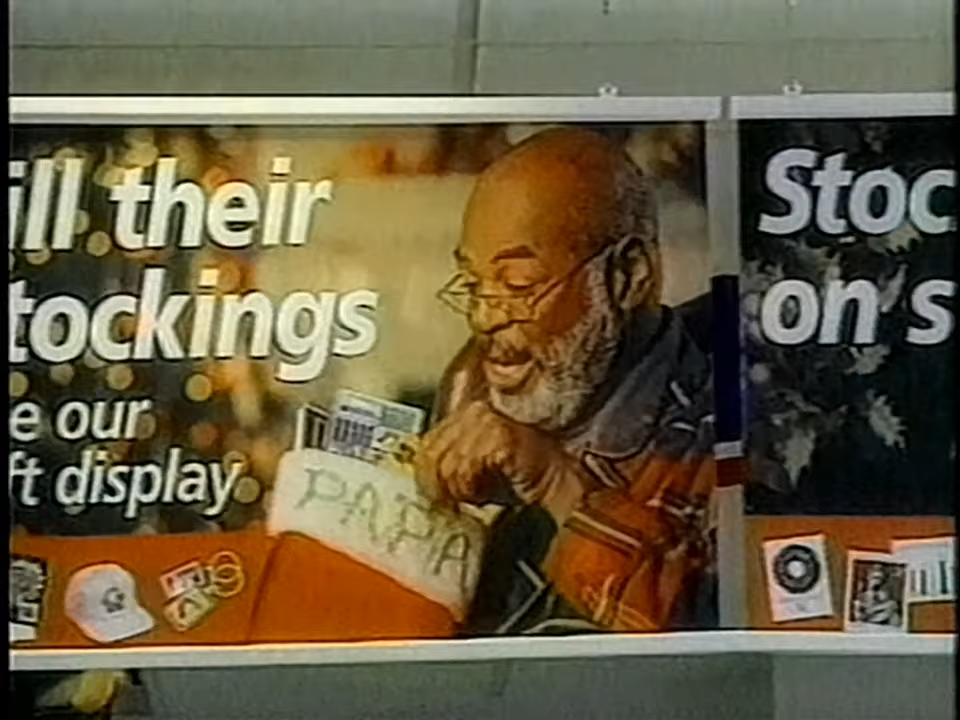 ill their
tockings
e our
ft display
PAPA
Stoc
on s